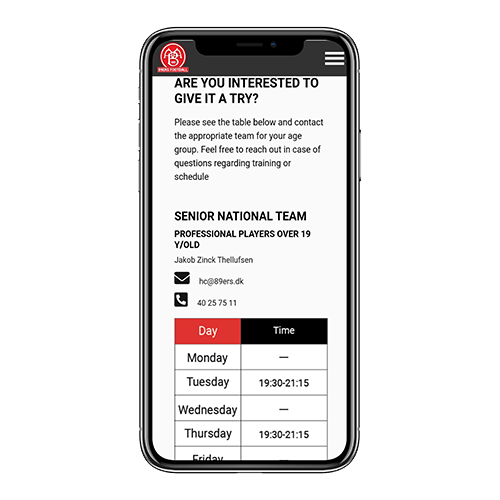 89ERS FOOTBALL
ARE YOU INTERESTED TO
GIVE IT A TRY?
Please see the table below and contact
the appropriate team for your age
group. Feel free to reach out in case of
questions regarding training or
schedule
SENIOR NATIONAL TEAM
PROFESSIONAL PLAYERS OVER 19
Y/OLD
Jakob Zinck Thellufsen
hc@89ers.dk
40 25 75 11
Day Time
Monday —
Tuesday 19:30-21:15
Wednesday —
Thursday 19:30-21:15
Friday —